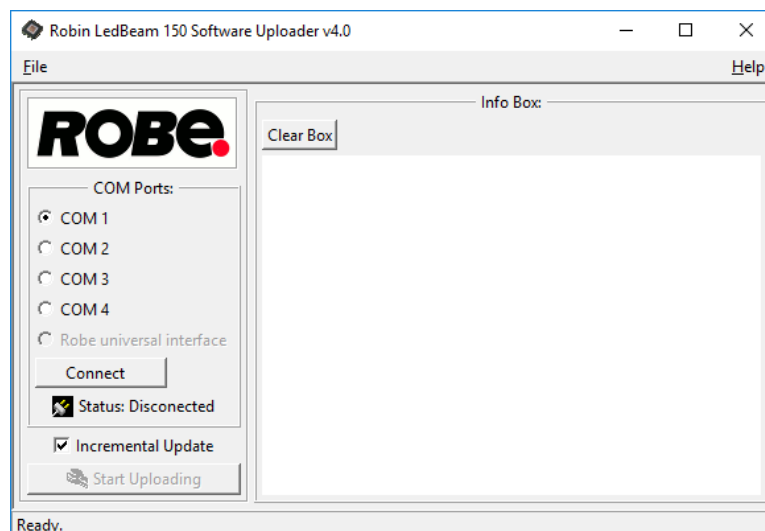 Robin LedBeam 150 Software Uploader v4.0
File
Help
ROBE.
COM Ports:
COM 1
COM 2
COM 3
COM 4
Robe universal interface
Connect
Status: Disconected
Incremental Update
Start Uploading
Info Box:
Clear Box
Ready.